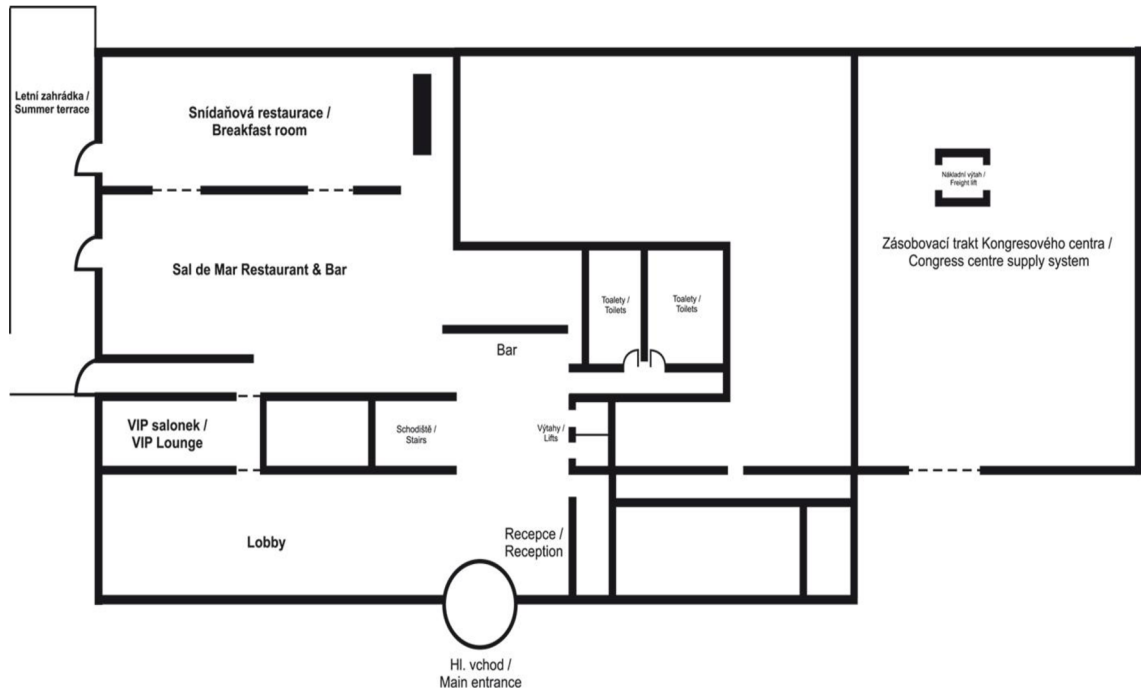 Letní zahrádka /
Summer terrace
Snídaňová restaurace /
Breakfast room
Nákladní výtah /
Freight lift
Zásobovací trakt Kongresového centra /
Congress centre supply system
Sal de Mar Restaurant & Bar
Toalety /
Toilets
Toalety /
Toilets
Bar
VIP salonek /
VIP Lounge
Schodiště /
Stairs
Výtahy /
Lifts
Lobby
Recepce /
Reception
Hl. vchod /
Main entrance